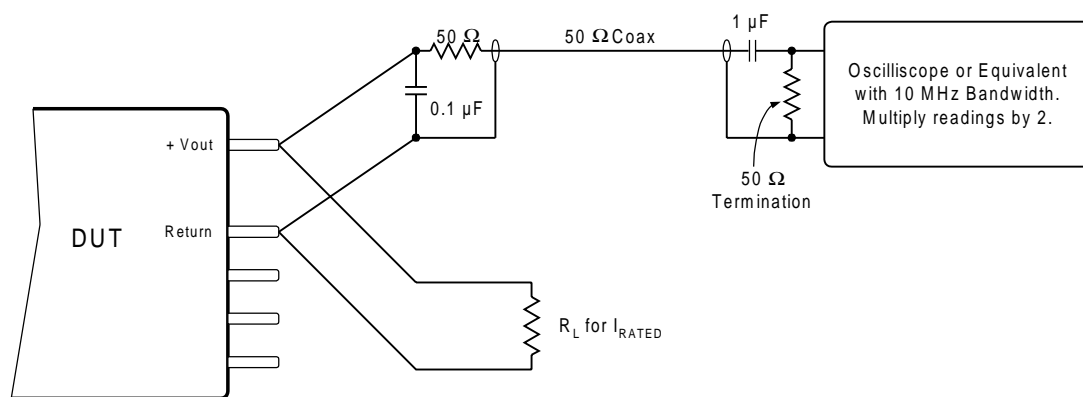 50 Ω
50 Ω Coax
1 µF
0.1 µF
Oscilliscope or Equivalent
with 10 MHz Bandwidth.
Multiply readings by 2.
50 Ω
Termination
+ Vout
DUT
Return
R_L for I_RATED